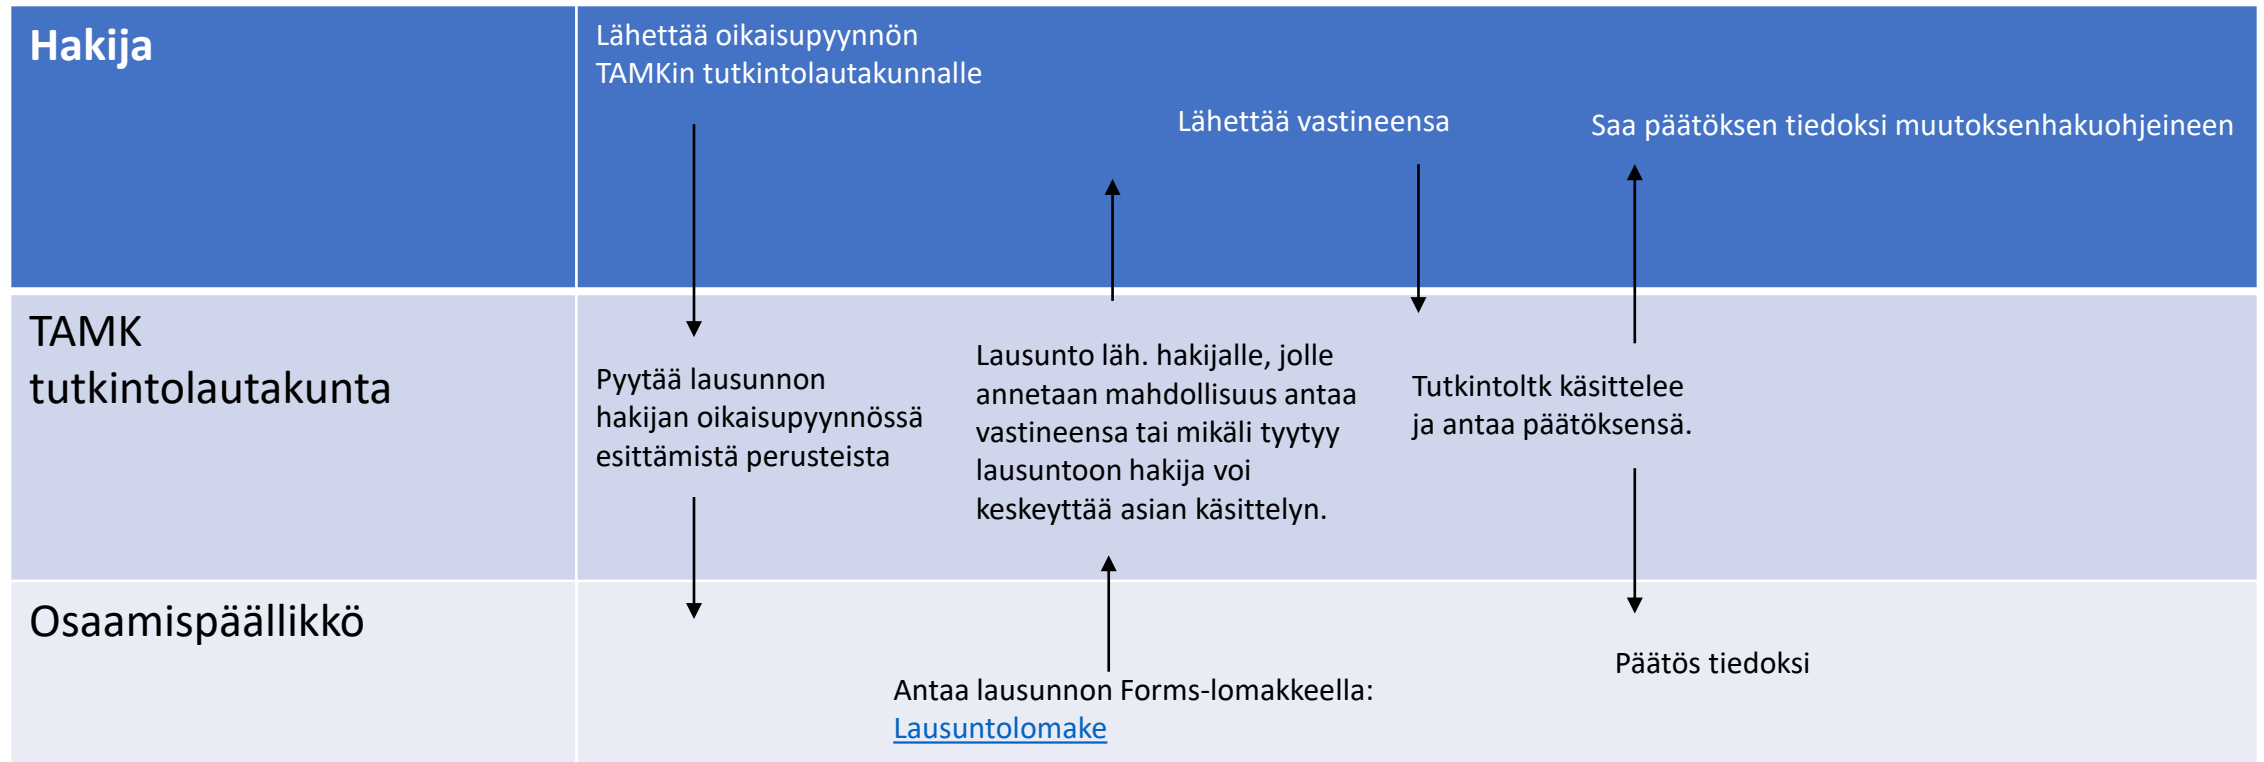 Hakija
Lähettää oikaisupyynnön
TAMKin tutkintolautakunnalle
Lähettää vastineensa
Saa päätöksen tiedoksi muutoksenhakuohjeineen
TAMK
tutkintolautakunta
Pyytää lausunnon
hakijan oikaisupyynnössä
esittämistä perusteista
Lausunto läh. hakijalle, jolle
annetaan mahdollisuus antaa
vastineensa tai mikäli tyytyy
lausuntoon hakija voi
keskeyttää asian käsittelyn.
Tutkintoltk käsittelee
ja antaa päätöksensä.
Osaamispäällikkö
Antaa lausunnon Forms-lomakkeella:
Lausuntolomake
Päätös tiedoksi